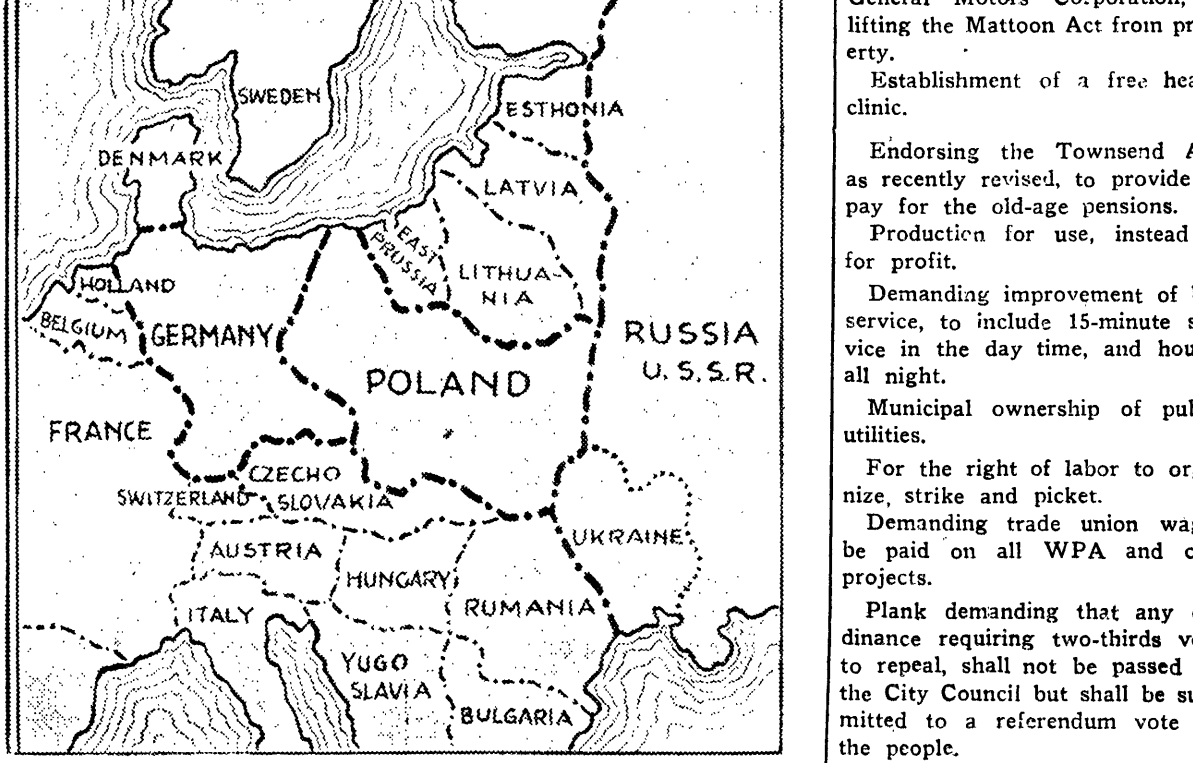 SWEDEN
ESTHONIA
DENMARK
LATVIA
EAST
PRUSSIA
LITHUA-
NIA
HOLLAND
BELGIUM
GERMANY
RUSSIA
U.S.S.R.
POLAND
FRANCE
CZECHO
SLOVAKIA
SWITZERLAND
UKRAINE
AUSTRIA
HUNGARY
RUMANIA
ITALY
YUGO
SLAVIA
BULGARIA
General Motors Corporation,
lifting the Mattoon Act from pr
erty.
Establishment of a free hea
clinic.
Endorsing the Townsend A
as recently revised, to provide
pay for the old-age pensions.
Production for use, instead
for profit.
Demanding improvement of
service, to include 15-minute s
vice in the day time, and hou
all night.
Municipal ownership of pul
utilities.
For the right of labor to or
nize, strike and picket.
Demanding trade union wag
be paid on all WPA and c
projects.
Plank demanding that any
dinance requiring two-thirds v
to repeal, shall not be passed
the City Council but shall be su
mitted to a referendum vote
the people.